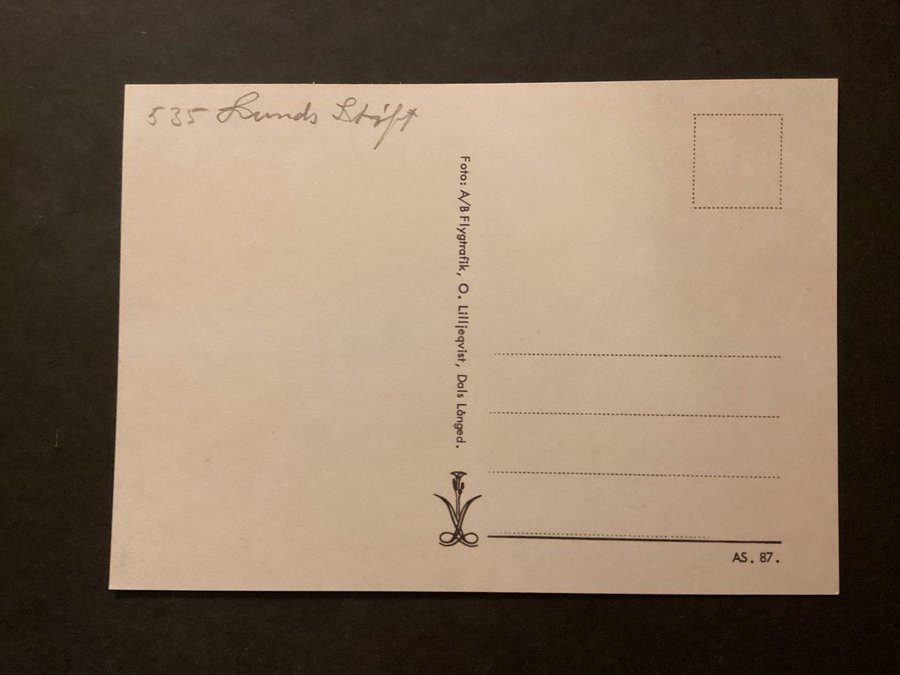 535 Lunds Stift
Foto: A/B Flygtrafik, O. Lilljeqvist, Dals Långed.
AS. 87.